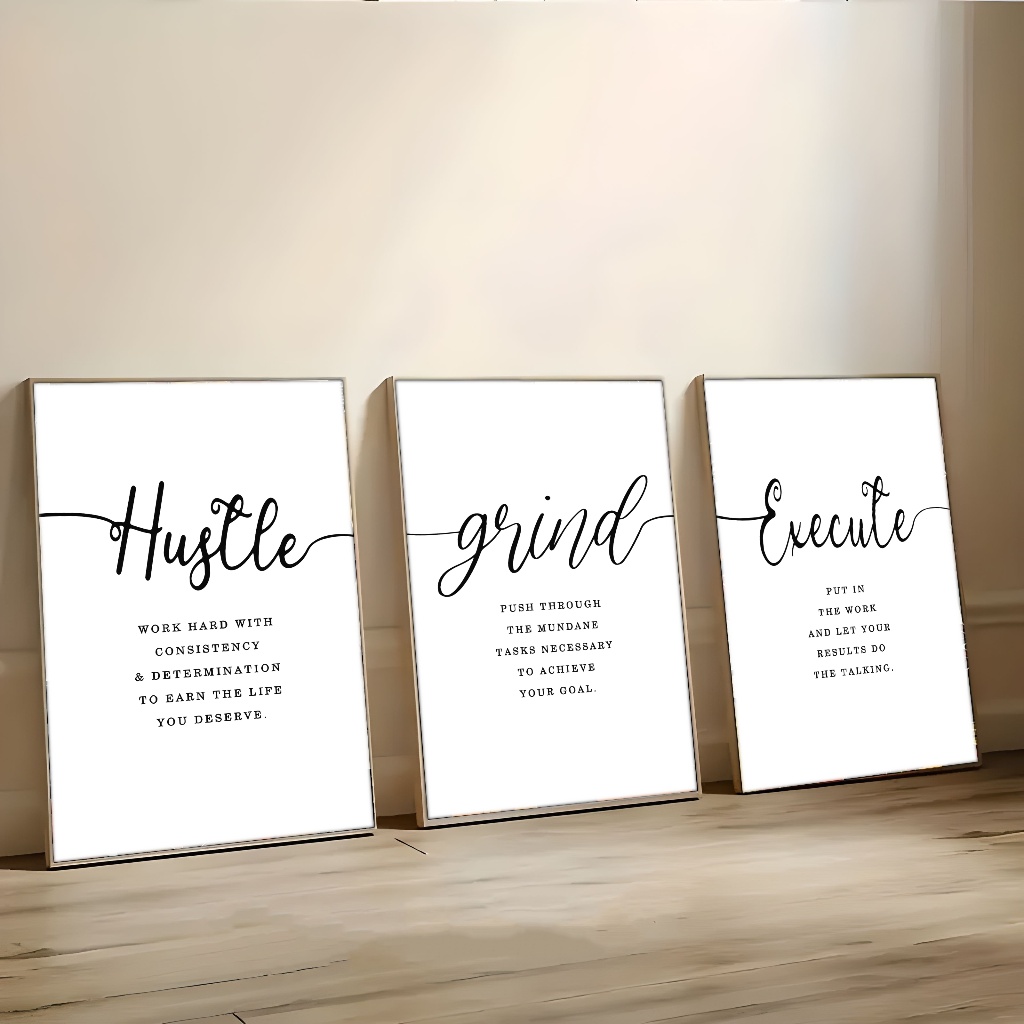 Hustle
WORK HARD WITH
CONSISTENCY
& DETERMINATION
TO EARN THE LIFE
YOU DESERVE.
grind
PUSH THROUGH
THE MUNDANE
TASKS NECESSARY
TO ACHIEVE
YOUR GOAL.
Execute
PUT IN
THE WORK
AND LET YOUR
RESULTS DO
THE TALKING.